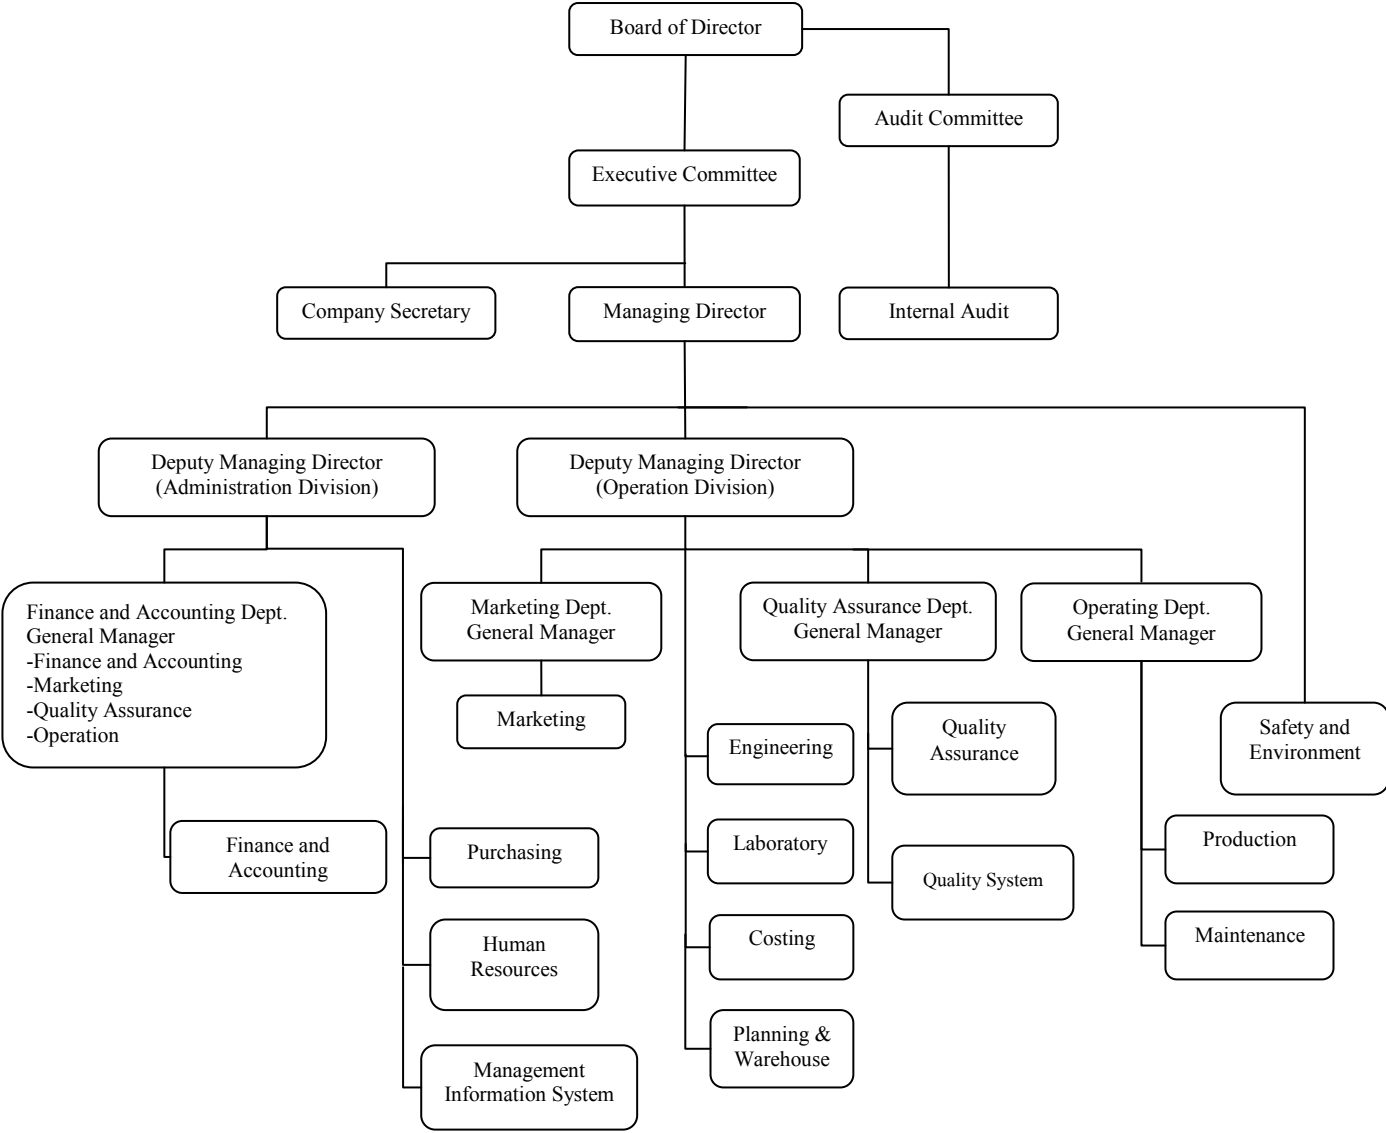 Board of Director
Audit Committee
Executive Committee
Company Secretary
Managing Director
Internal Audit
Deputy Managing Director
(Administration Division)
Deputy Managing Director
(Operation Division)
Finance and Accounting Dept.
General Manager
-Finance and Accounting
-Marketing
-Quality Assurance
-Operation
Marketing Dept.
General Manager
Quality Assurance Dept.
General Manager
Operating Dept.
General Manager
Marketing
Engineering
Quality
Assurance
Safety and
Environment
Finance and
Accounting
Purchasing
Laboratory
Quality System
Production
Human
Resources
Costing
Maintenance
Management
Information System
Planning &
Warehouse